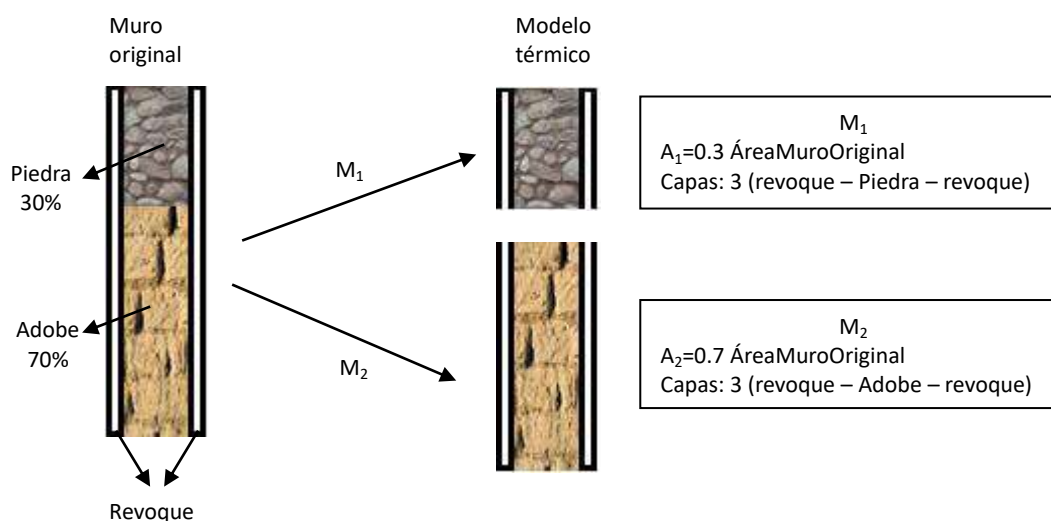 Muro
original
Modelo
térmico
Piedra
30%
Adobe
70%
Revoque
M₁
M₂
M₁
A₁=0.3 ÁreaMuroOriginal
Capas: 3 (revoque – Piedra – revoque)
M₂
A₂=0.7 ÁreaMuroOriginal
Capas: 3 (revoque – Adobe – revoque)